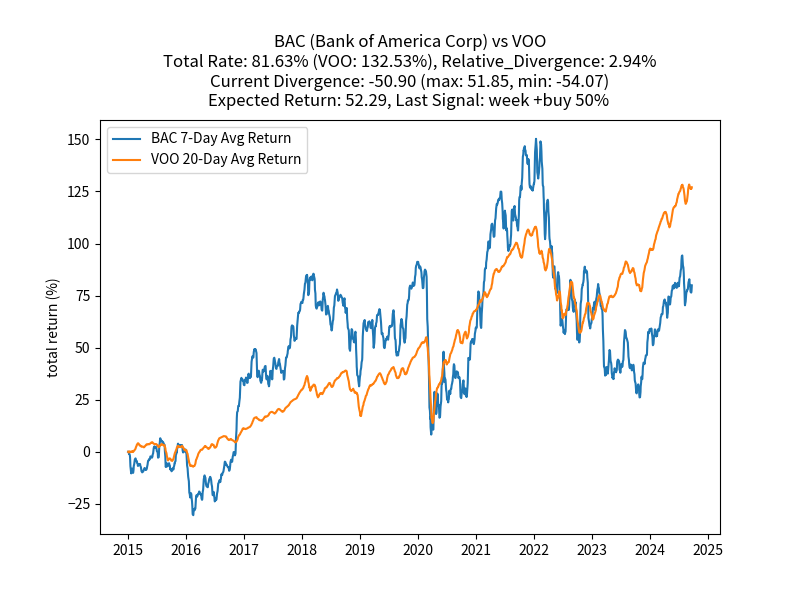 BAC (Bank of America Corp) vs VOO
Total Rate: 81.63% (VOO: 132.53%), Relative_Divergence: 2.94%
Current Divergence: -50.90 (max: 51.85, min: -54.07)
Expected Return: 52.29, Last Signal: week +buy 50%
BAC 7-Day Avg Return
VOO 20-Day Avg Return
total return (%)
150
125
100
75
50
25
0
−25
2015 2016 2017 2018 2019 2020 2021 2022 2023 2024 2025